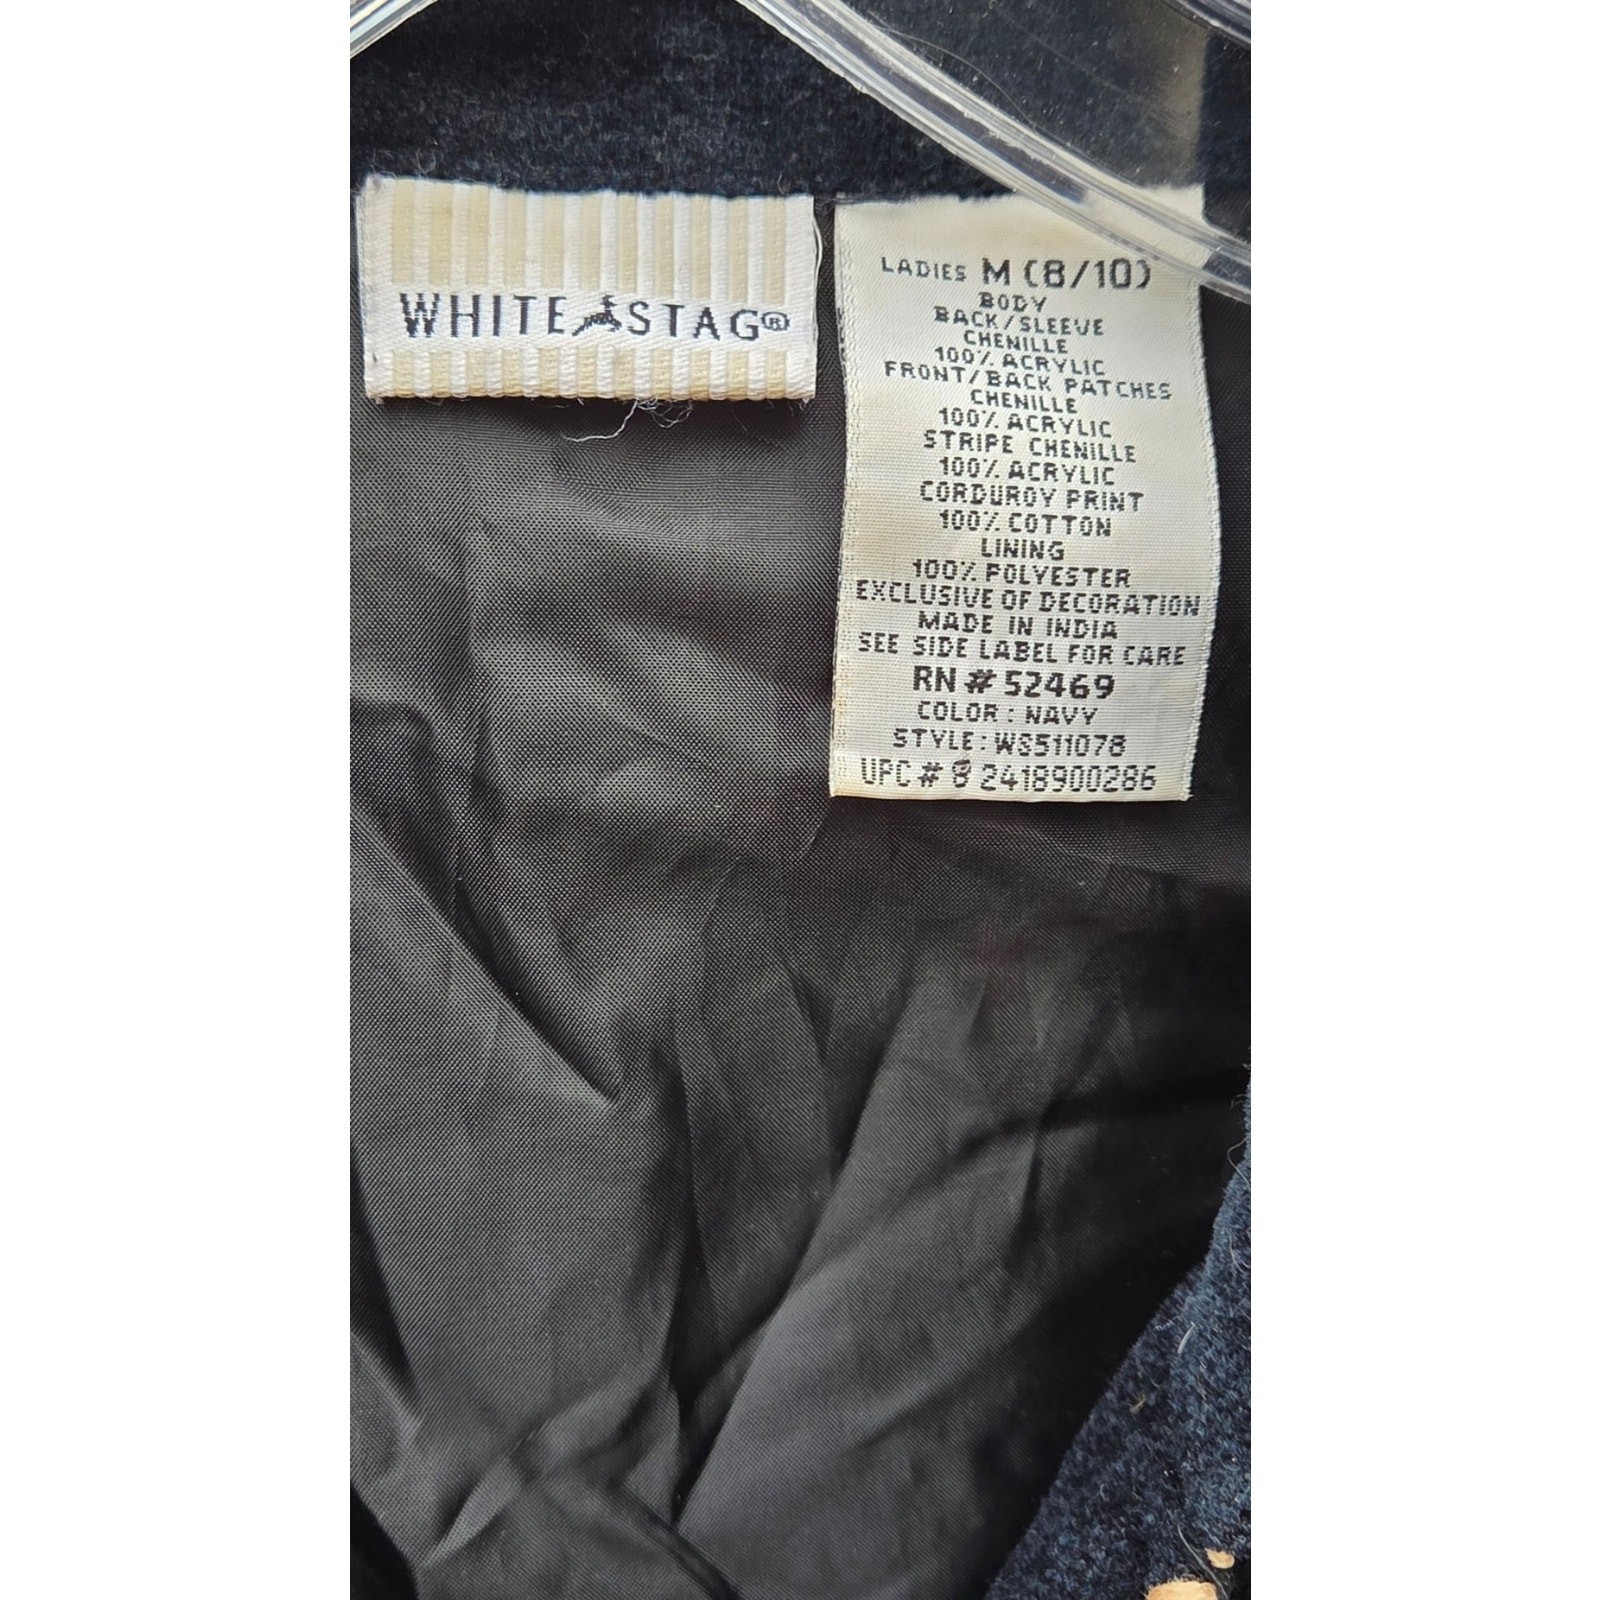 WHITE STAG®
LADIES M (8/10)
BODY
BACK/SLEEVE
CHENILLE
100% ACRYLIC
FRONT/BACK PATCHES
CHENILLE
100% ACRYLIC
STRIPE CHENILLE
100% ACRYLIC
CORDUROY PRINT
100% COTTON
LINING
100% POLYESTER
EXCLUSIVE OF DECORATION
MADE IN INDIA
SEE SIDE LABEL FOR CARE
RN # 52469
COLOR : NAVY
STYLE: WS511078
UPC # 8 2418900286